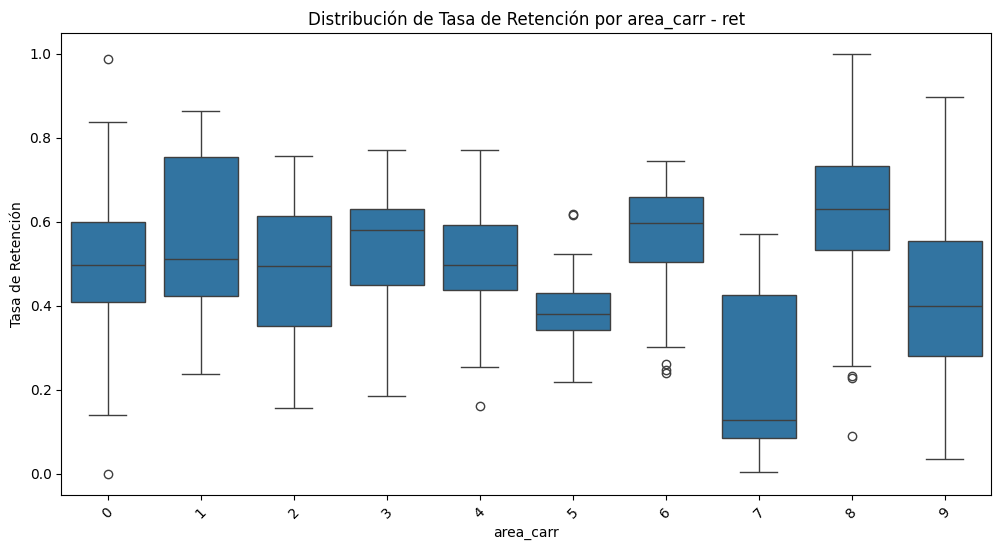 Distribución de Tasa de Retención por area_carr - ret
Tasa de Retención
1.0
0.8
0.6
0.4
0.2
0.0
0 1 2 3 4 5 6 7 8 9
area_carr